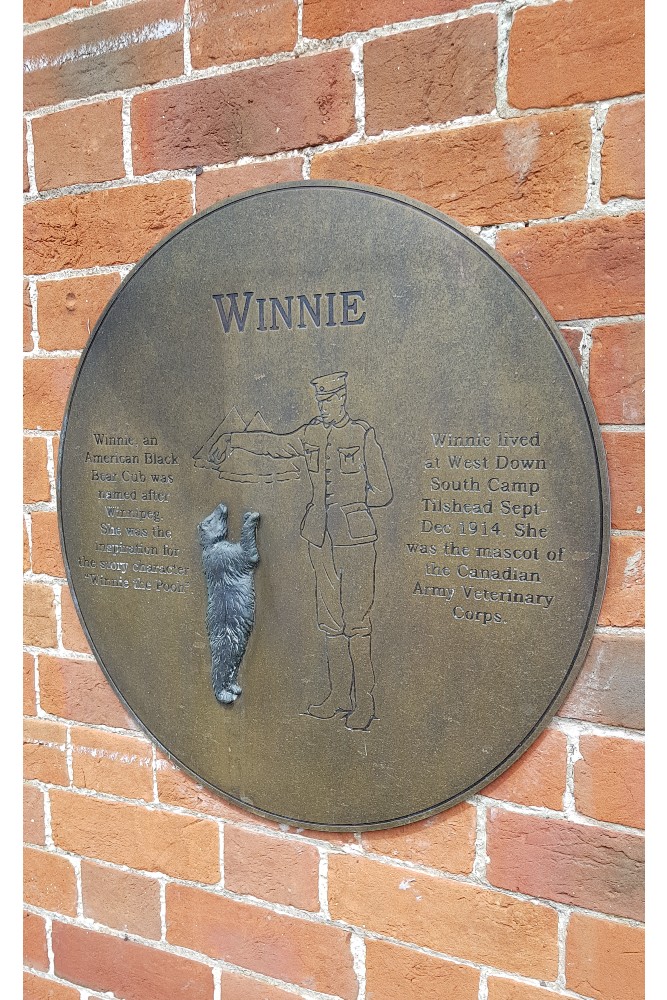 WINNIE
Winnie, an
American Black
Bear Cub was
named after
Winnipeg.
She was the
inspiration for
the story character
"Winnie the Pooh"
Winnie lived
at West Down
South Camp
Tilshead Sept-
Dec 1914. She
was the mascot of
the Canadian
Army Veterinary
Corps.